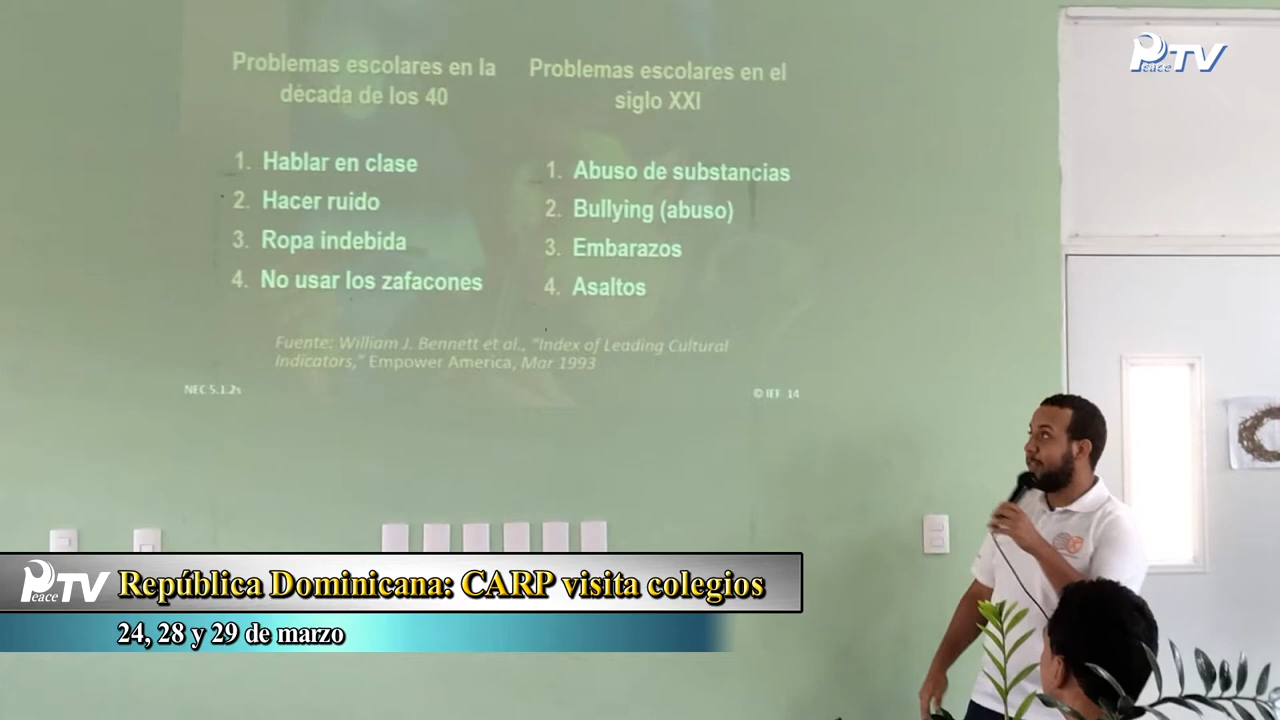 Problemas escolares en la
década de los 40
1. Hablar en clase
2. Hacer ruido
3. Ropa indebida
4. No usar los zafacones
Problemas escolares en el
siglo XXI
1. Abuso de substancias
2. Bullying (abuso)
3. Embarazos
4. Asaltos
Fuente: William J. Bennett et al., “Index of Leading Cultural
Indicators,” Empower America, Mar 1993
NEC 5.1.2s
© IEF 14
Peace TV
Peace TV
República Dominicana: CARP visita colegios
24, 28 y 29 de marzo